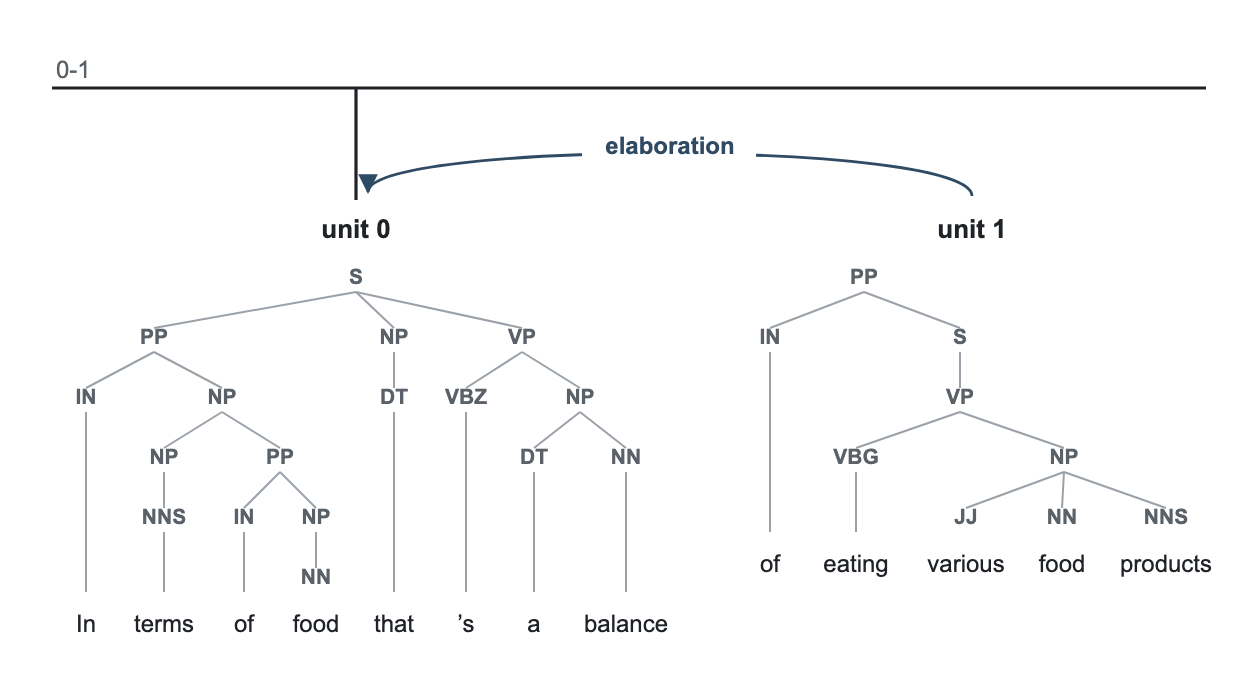 0-1
elaboration
unit 0 unit 1
S PP
PP NP VP IN S
IN NP DT VBZ NP VP
NP PP DT NN VBG NP
NNS IN NP JJ NN NNS
of eating various food products
NN
In terms of food that ’s a balance